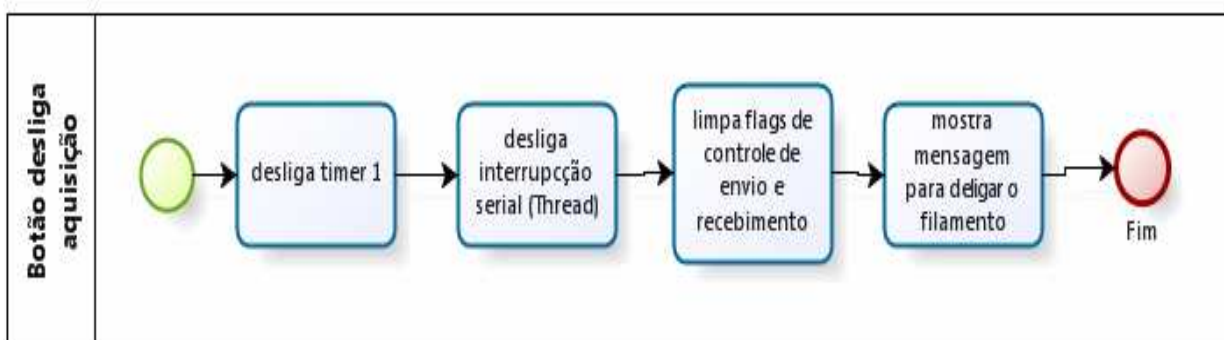 Botão desliga
aquisição
desliga timer 1
desliga
interrupcção
serial (Thread)
limpa flags de
controle de
envio e
recebimento
mostra
mensagem
para deligar o
filamento
Fim